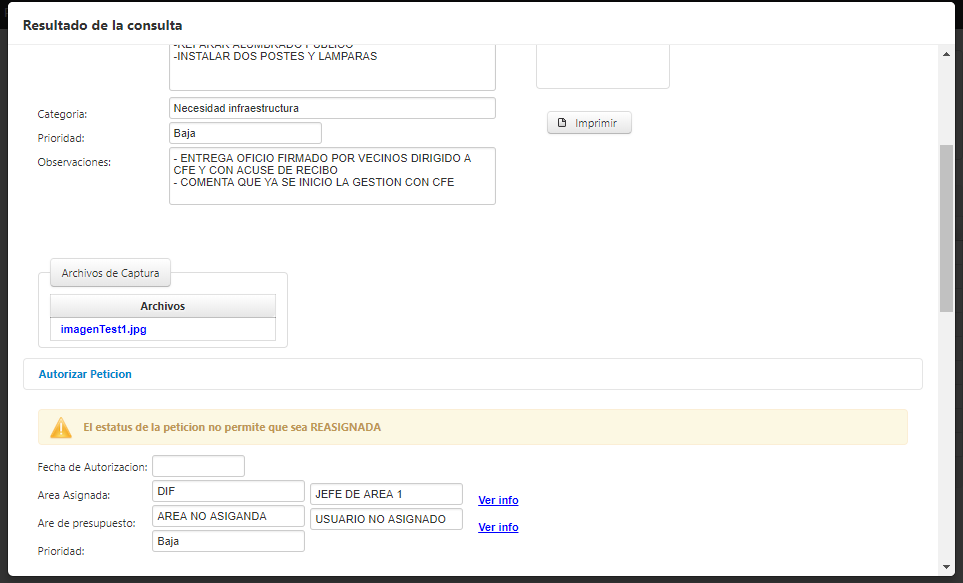 Resultado de la consulta
-REPARAR ALUMBRADO PUBLICO
-INSTALAR DOS POSTES Y LAMPARAS
Categoria:
Necesidad infraestructura
Imprimir
Prioridad:
Baja
Observaciones:
- ENTREGA OFICIO FIRMADO POR VECINOS DIRIGIDO A
CFE Y CON ACUSE DE RECIBO
- COMENTA QUE YA SE INICIO LA GESTION CON CFE
Archivos de Captura
Archivos
imagenTest1.jpg
Autorizar Peticion
El estatus de la peticion no permite que sea REASIGNADA
Fecha de Autorizacion:
Area Asignada:
DIF
JEFE DE AREA 1
Ver info
Are de presupuesto:
AREA NO ASIGANDA
USUARIO NO ASIGNADO
Ver info
Prioridad:
Baja